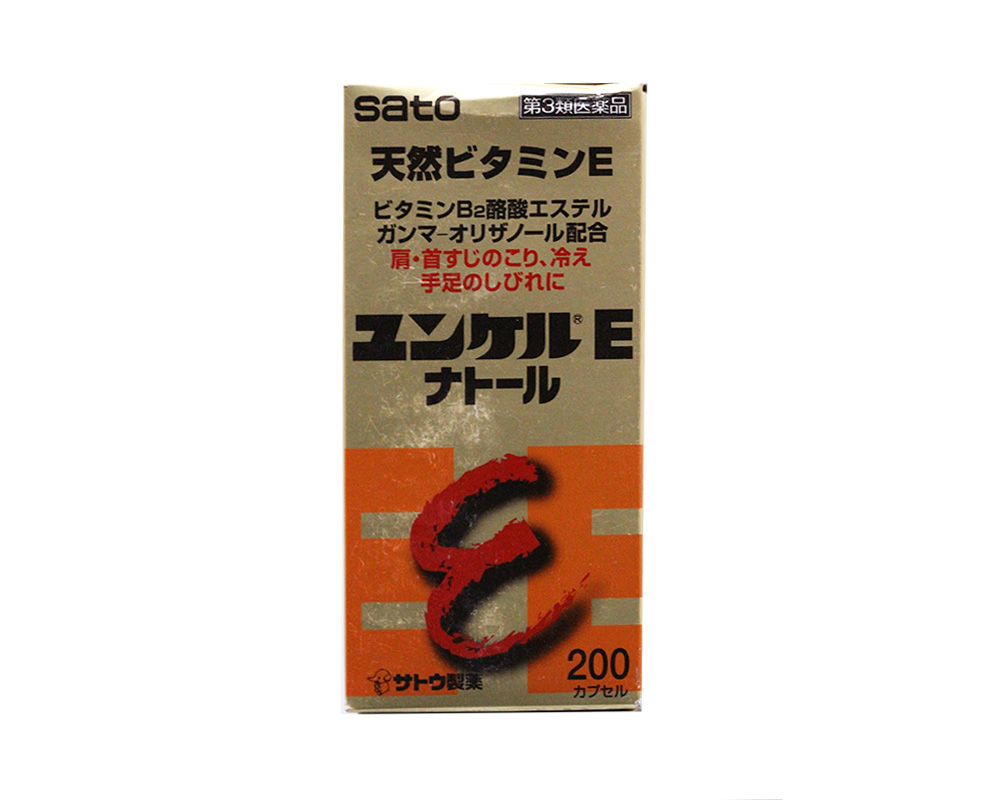 sato
第3類医薬品
天然ビタミンE
ビタミンB2酪酸エステル
ガンマ-オリザノール配合
肩・首すじのこり、冷え
手足のしびれに
ユンケル® E
ナトール
E
200
カプセル
サトウ製薬